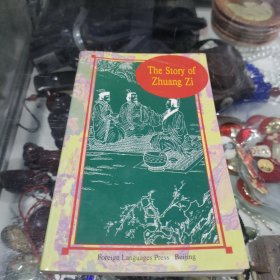 The Story of
Zhuang Zi
Foreign Languages Press Beijing